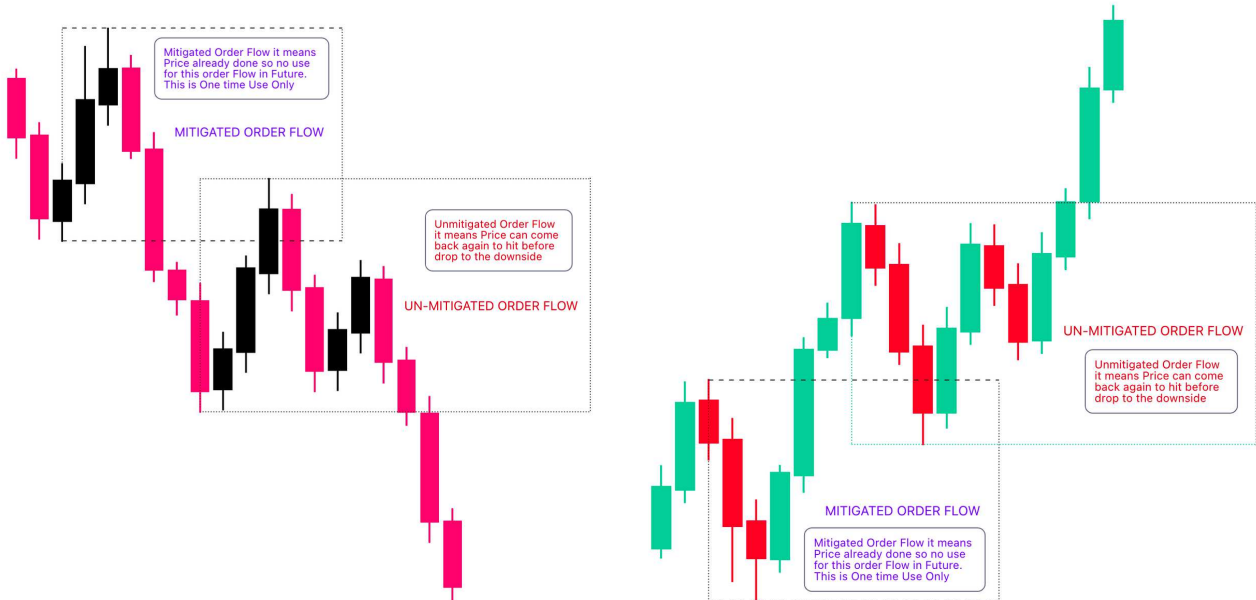 Mitigated Order Flow it means
Price already done so no use
for this order Flow in Future.
This is One time Use Only
MITIGATED ORDER FLOW
Unmitigated Order Flow
it means Price can come
back again to hit before
drop to the downside
UN-MITIGATED ORDER FLOW
UN-MITIGATED ORDER FLOW
Unmitigated Order Flow
it means Price can come
back again to hit before
drop to the downside
MITIGATED ORDER FLOW
Mitigated Order Flow it means
Price already done so no use
for this order Flow in Future.
This is One time Use Only